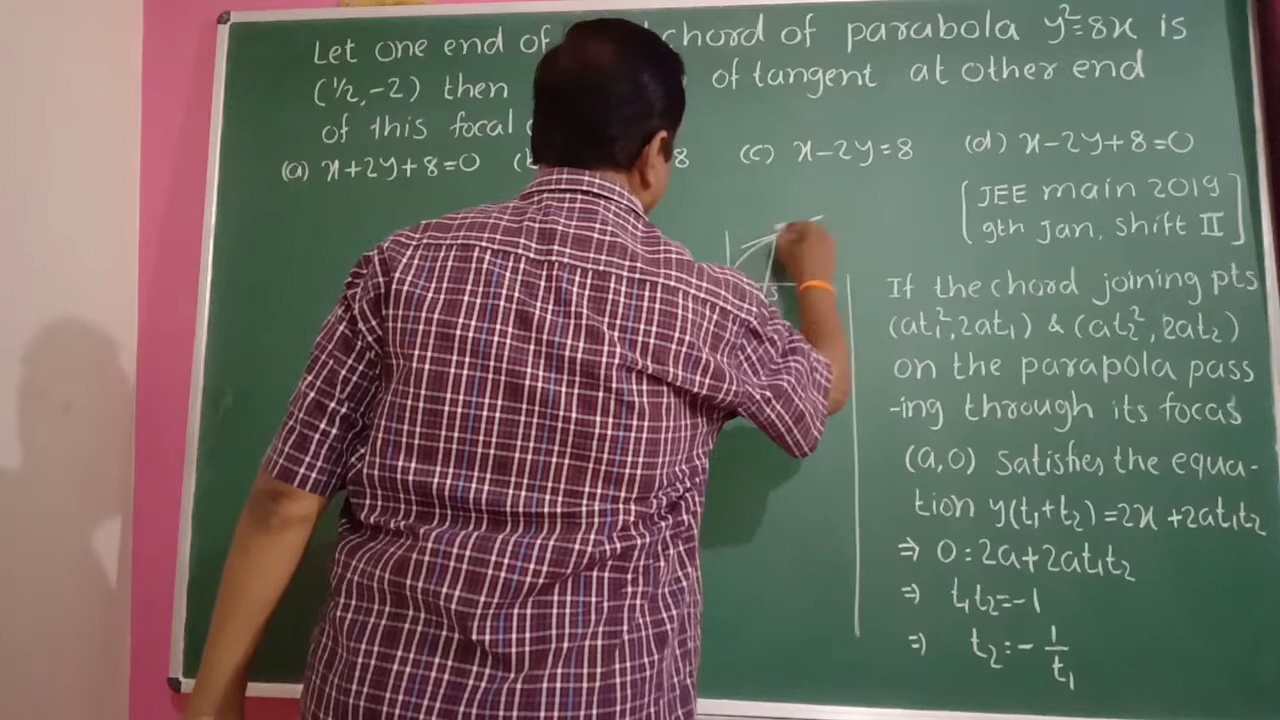 Let one end of chord of parabola y²=8x is
(1/2,-2) then of tangent at other end
of this focal
(a) x+2y+8=0 8 (c) x-2y=8 (d) x-2y+8=0
[JEE main 2019
9th Jan, Shift II]
S
If the chord joining pts
(at₁²,2at₁) & (at₂²,2at₂)
on the parapola pass
-ing through its focas
(a,0) satisfies the equa-
tion y(t₁+t₂)=2x+2at₁t₂
⇒ 0=2a+2at₁t₂
⇒ t₁t₂=-1
⇒ t₂=-1/t₁